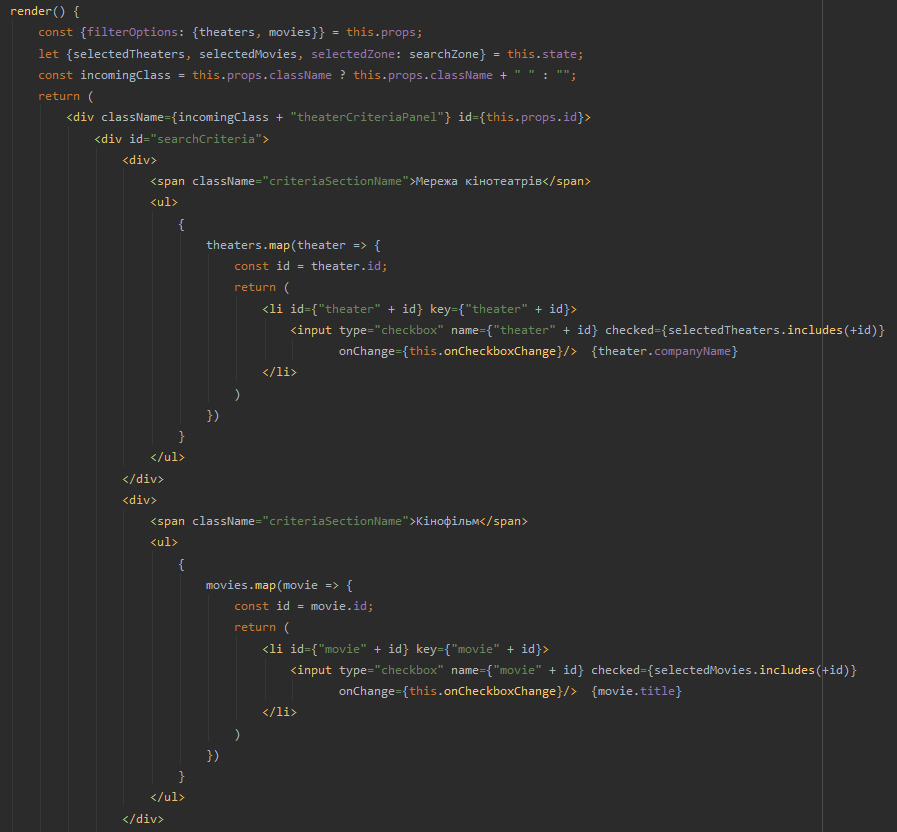 render() {
const {filterOptions: {theaters, movies}} = this.props;
let {selectedTheaters, selectedMovies, selectedZone: searchZone} = this.state;
const incomingClass = this.props.className ? this.props.className + " " : "";
return (
<div className={incomingClass + "theaterCriteriaPanel"} id={this.props.id}>
<div id="searchCriteria">
<div>
<span className="criteriaSectionName">Мережа кінотеатрів</span>
<ul>
{
theaters.map(theater => {
const id = theater.id;
return (
<li id={"theater" + id} key={"theater" + id}>
<input type="checkbox" name={"theater" + id} checked={selectedTheaters.includes(+id)}
onChange={this.onCheckboxChange}/>  {theater.companyName}
</li>
)
})
}
</ul>
</div>
<div>
<span className="criteriaSectionName">Кінофільм</span>
<ul>
{
movies.map(movie => {
const id = movie.id;
return (
<li id={"movie" + id} key={"movie" + id}>
<input type="checkbox" name={"movie" + id} checked={selectedMovies.includes(+id)}
onChange={this.onCheckboxChange}/>  {movie.title}
</li>
)
})
}
</ul>
</div>